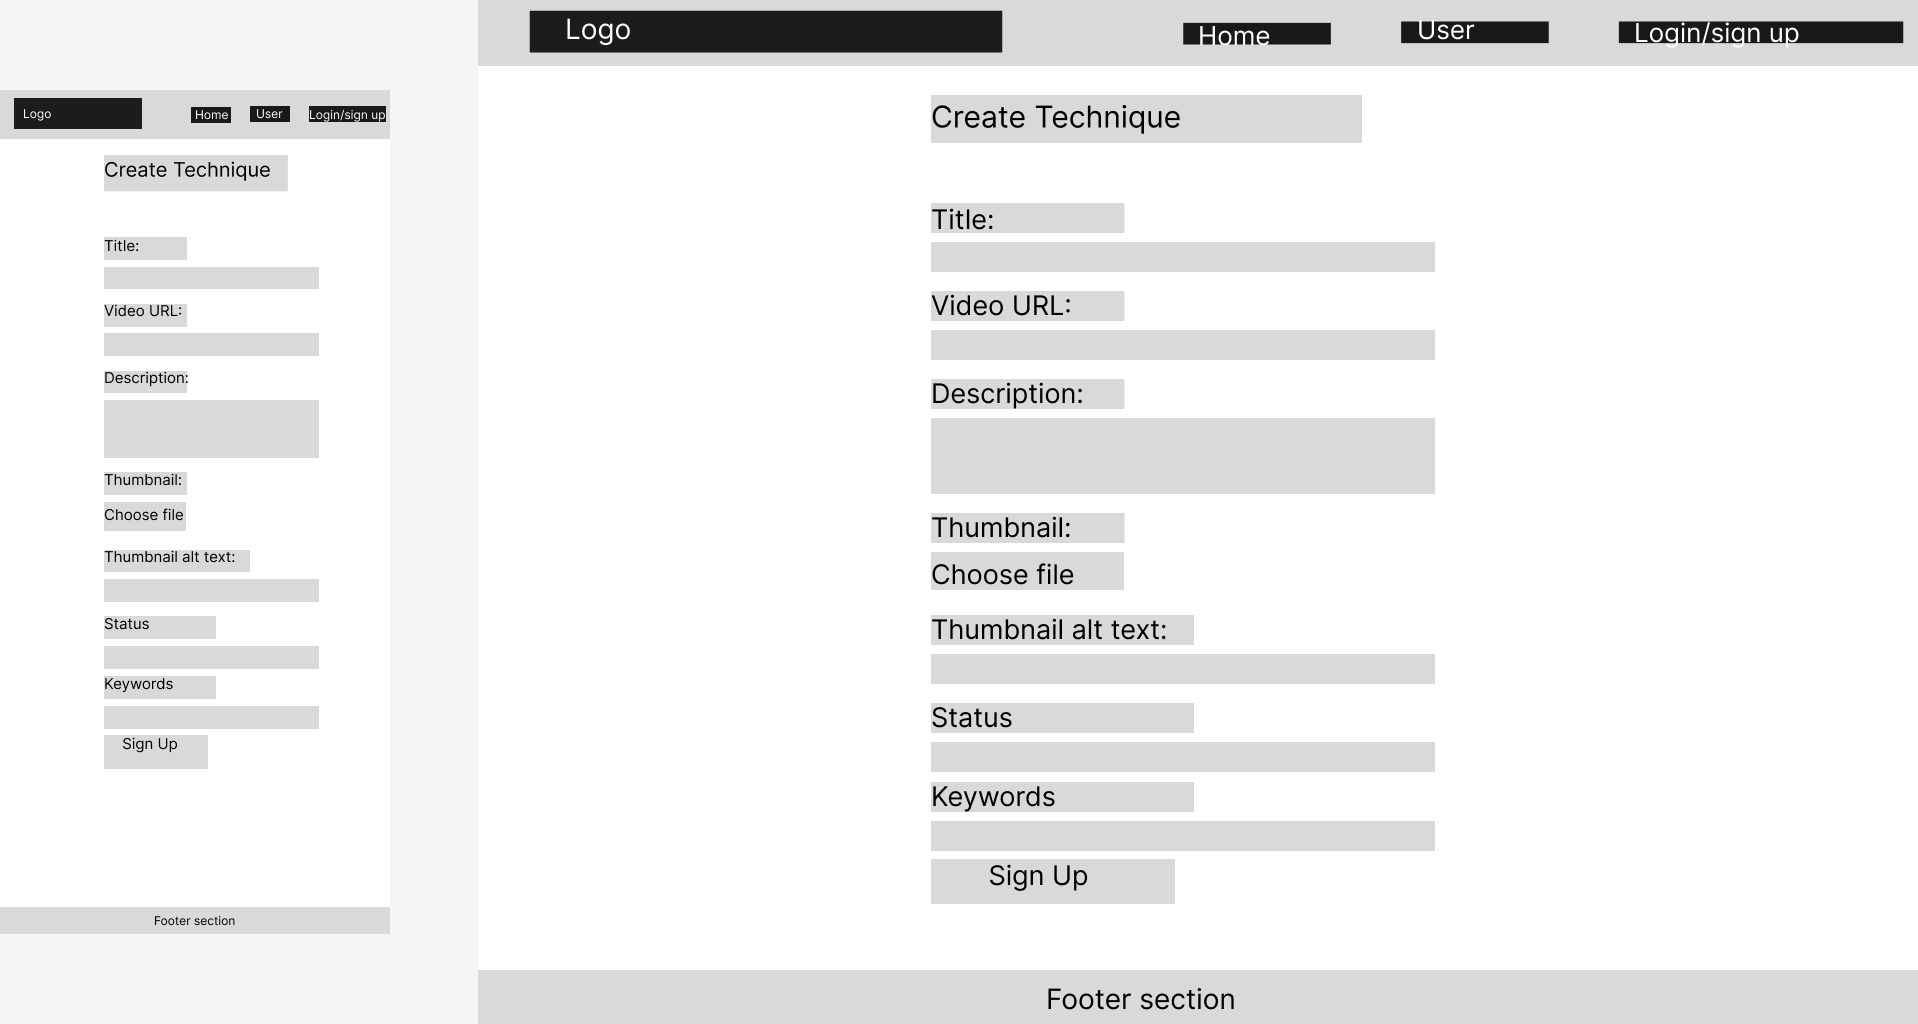 Logo
Home
User
Login/sign up
Create Technique
Title:
Video URL:
Description:
Thumbnail:
Choose file
Thumbnail alt text:
Status
Keywords
Sign Up
Footer section
Logo
Home
User
Login/sign up
Create Technique
Title:
Video URL:
Description:
Thumbnail:
Choose file
Thumbnail alt text:
Status
Keywords
Sign Up
Footer section